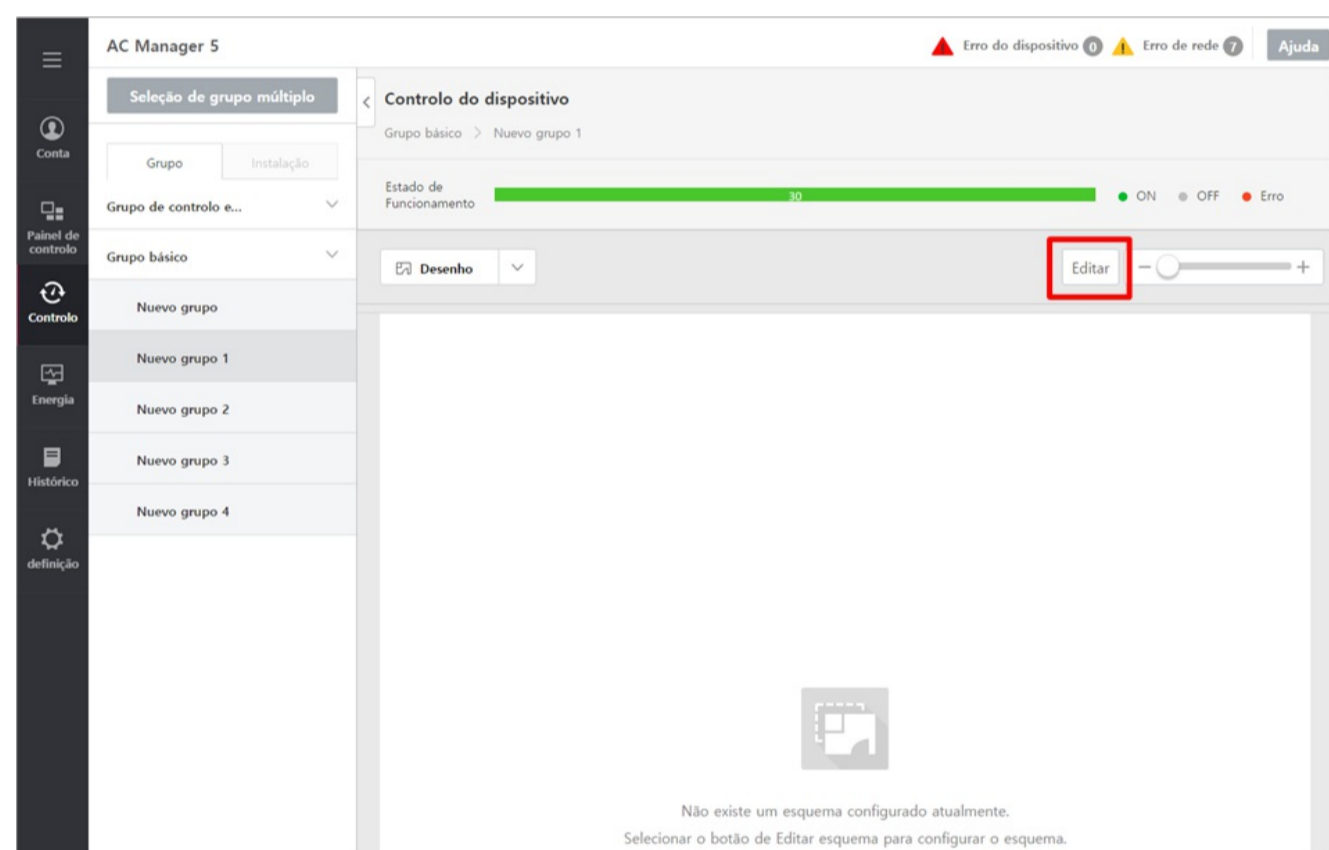 AC Manager 5
Erro do dispositivo 0
Erro de rede 7
Ajuda
Conta
Painel de
controlo
Controlo
Energia
Histórico
definição
Seleção de grupo múltiplo
Grupo
Instalação
Grupo de controlo e...
Grupo básico
Nuevo grupo
Nuevo grupo 1
Nuevo grupo 2
Nuevo grupo 3
Nuevo grupo 4
Controlo do dispositivo
Grupo básico > Nuevo grupo 1
Estado de
Funcionamento
30
ON
OFF
Erro
Desenho
Editar
Não existe um esquema configurado atualmente.
Selecionar o botão de Editar esquema para configurar o esquema.